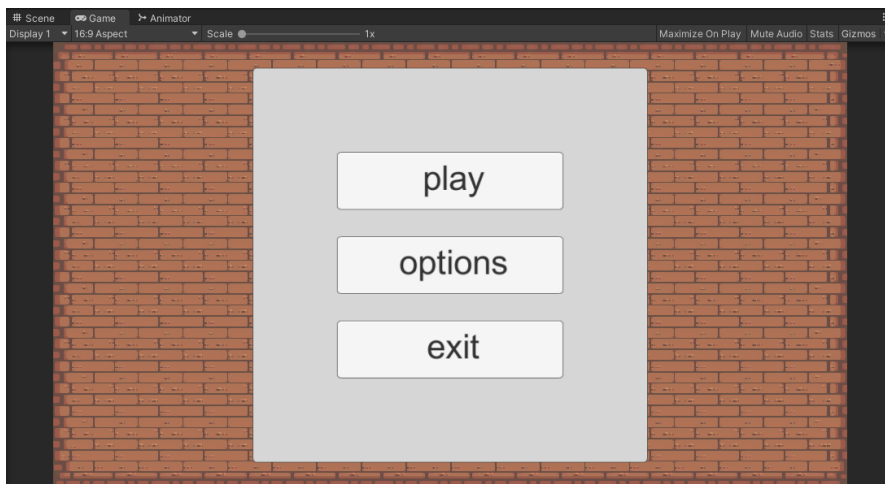 Scene Game Animator
Display 1 16:9 Aspect Scale 1x Maximize On Play Mute Audio Stats Gizmos
play
options
exit